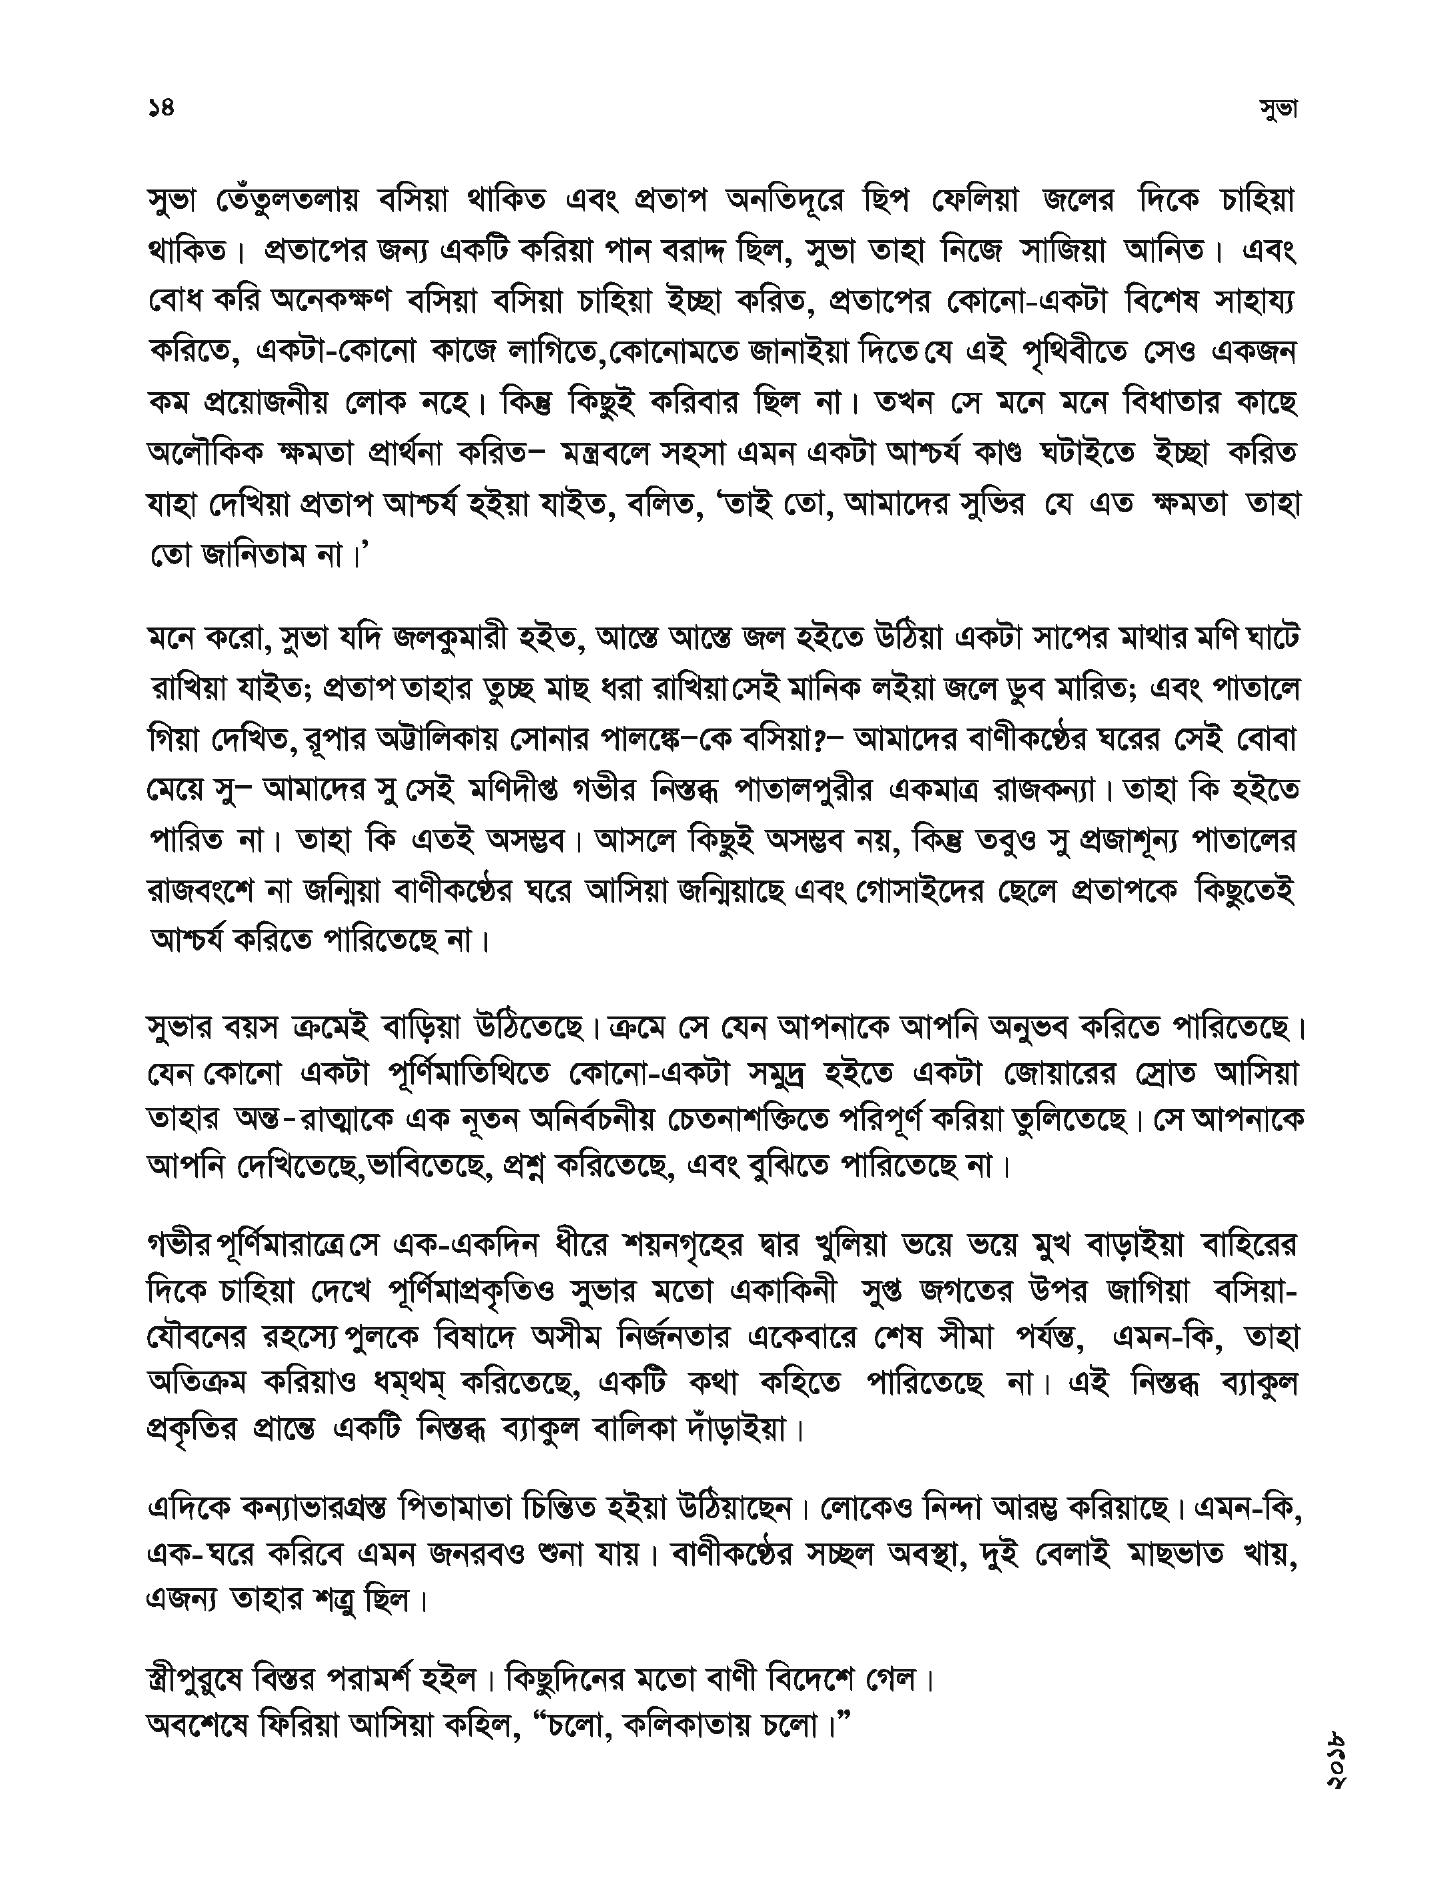 ১৪
সুভা
সুভা তেঁতুলতলায় বসিয়া থাকিত এবং প্রতাপ অনতিদূরে ছিপ ফেলিয়া জলের দিকে চাহিয়া
থাকিত। প্রতাপের জন্য একটি করিয়া পান বরাদ্দ ছিল, সুভা তাহা নিজে সাজিয়া আনিত। এবং
বোধ করি অনেকক্ষণ বসিয়া বসিয়া চাহিয়া ইচ্ছা করিত, প্রতাপের কোনো-একটা বিশেষ সাহায্য
করিতে, একটা-কোনো কাজে লাগিতে,কোনোমতে জানাইয়া দিতে যে এই পৃথিবীতে সেও একজন
কম প্রয়োজনীয় লোক নহে। কিন্তু কিছুই করিবার ছিল না। তখন সে মনে মনে বিধাতার কাছে
অলৌকিক ক্ষমতা প্রার্থনা করিত– মন্ত্রবলে সহসা এমন একটা আশ্চর্য কাণ্ড ঘটাইতে ইচ্ছা করিত
যাহা দেখিয়া প্রতাপ আশ্চর্য হইয়া যাইত, বলিত, ‘তাই তো, আমাদের সুভির যে এত ক্ষমতা তাহা
তো জানিতাম না।’
মনে করো, সুভা যদি জলকুমারী হইত, আস্তে আস্তে জল হইতে উঠিয়া একটা সাপের মাথার মণি ঘাটে
রাখিয়া যাইত; প্রতাপ তাহার তুচ্ছ মাছ ধরা রাখিয়া সেই মানিক লইয়া জলে ডুব মারিত; এবং পাতালে
গিয়া দেখিত, রূপার অট্টালিকায় সোনার পালঙ্কে–কে বসিয়া?– আমাদের বাণীকণ্ঠের ঘরের সেই বোবা
মেয়ে সু– আমাদের সু সেই মণিদীপ্ত গভীর নিস্তব্ধ পাতালপুরীর একমাত্র রাজকন্যা। তাহা কি হইতে
পারিত না। তাহা কি এতই অসম্ভব। আসলে কিছুই অসম্ভব নয়, কিন্তু তবুও সু প্রজাশূন্য পাতালের
রাজবংশে না জন্মিয়া বাণীকণ্ঠের ঘরে আসিয়া জন্মিয়াছে এবং গোসাইদের ছেলে প্রতাপকে কিছুতেই
আশ্চর্য করিতে পারিতেছে না।
সুভার বয়স ক্রমেই বাড়িয়া উঠিতেছে। ক্রমে সে যেন আপনাকে আপনি অনুভব করিতে পারিতেছে।
যেন কোনো একটা পূর্ণিমাতিথিতে কোনো-একটা সমুদ্র হইতে একটা জোয়ারের স্রোত আসিয়া
তাহার অন্ত-রাত্মাকে এক নূতন অনির্বচনীয় চেতনাশক্তিতে পরিপূর্ণ করিয়া তুলিতেছে। সে আপনাকে
আপনি দেখিতেছে,ভাবিতেছে, প্রশ্ন করিতেছে, এবং বুঝিতে পারিতেছে না।
গভীর পূর্ণিমারাত্রে সে এক-একদিন ধীরে শয়নগৃহের দ্বার খুলিয়া ভয়ে ভয়ে মুখ বাড়াইয়া বাহিরের
দিকে চাহিয়া দেখে পূর্ণিমাপ্রকৃতিও সুভার মতো একাকিনী সুপ্ত জগতের উপর জাগিয়া বসিয়া-
যৌবনের রহস্যে পুলকে বিষাদে অসীম নির্জনতার একেবারে শেষ সীমা পর্যন্ত, এমন-কি, তাহা
অতিক্রম করিয়াও ধম্‌থম্ করিতেছে, একটি কথা কহিতে পারিতেছে না। এই নিস্তব্ধ ব্যাকুল
প্রকৃতির প্রান্তে একটি নিস্তব্ধ ব্যাকুল বালিকা দাঁড়াইয়া।
এদিকে কন্যাভারগ্রস্ত পিতামাতা চিন্তিত হইয়া উঠিয়াছেন। লোকেও নিন্দা আরম্ভ করিয়াছে। এমন-কি,
এক-ঘরে করিবে এমন জনরবও শুনা যায়। বাণীকণ্ঠের সচ্ছল অবস্থা, দুই বেলাই মাছভাত খায়,
এজন্য তাহার শত্রু ছিল।
স্ত্রীপুরুষে বিস্তর পরামর্শ হইল। কিছুদিনের মতো বাণী বিদেশে গেল।
অবশেষে ফিরিয়া আসিয়া কহিল, “চলো, কলিকাতায় চলো।”
২০১৮